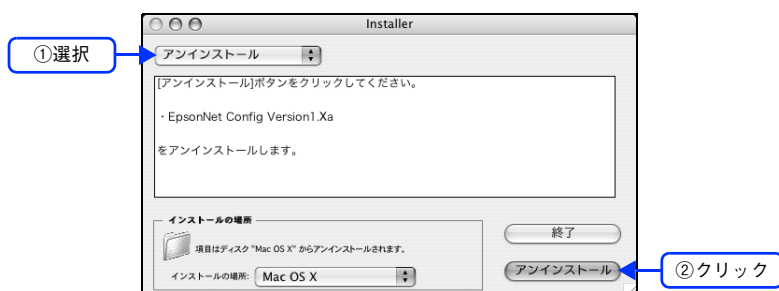 Installer
①選択
アンインストール
[アンインストール]ボタンをクリックしてください。
・EpsonNet Config Version1.Xa
をアンインストールします。
インストールの場所
項目はディスク "Mac OS X" からアンインストールされます。
インストールの場所: Mac OS X
終了
アンインストール
②クリック